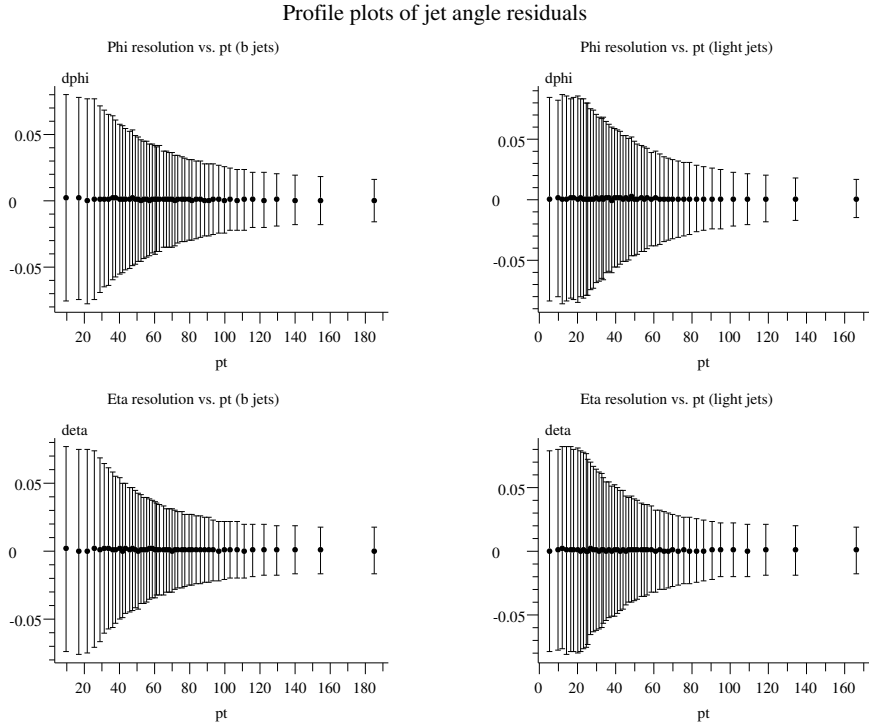 Profile plots of jet angle residuals
Phi resolution vs. pt (b jets)
dphi
0.05
0
-0.05
20 40 60 80 100 120 140 160 180
pt
Phi resolution vs. pt (light jets)
dphi
0.05
0
-0.05
0 20 40 60 80 100 120 140 160
pt
Eta resolution vs. pt (b jets)
deta
0.05
0
-0.05
20 40 60 80 100 120 140 160 180
pt
Eta resolution vs. pt (light jets)
deta
0.05
0
-0.05
0 20 40 60 80 100 120 140 160
pt